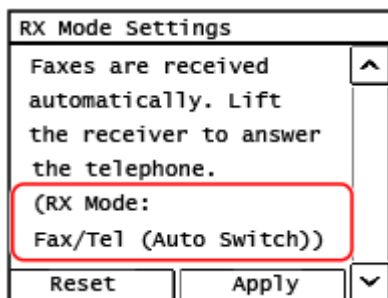 RX Mode Settings
Faxes are received
automatically. Lift
the receiver to answer
the telephone.
(RX Mode:
Fax/Tel (Auto Switch))
Reset Apply